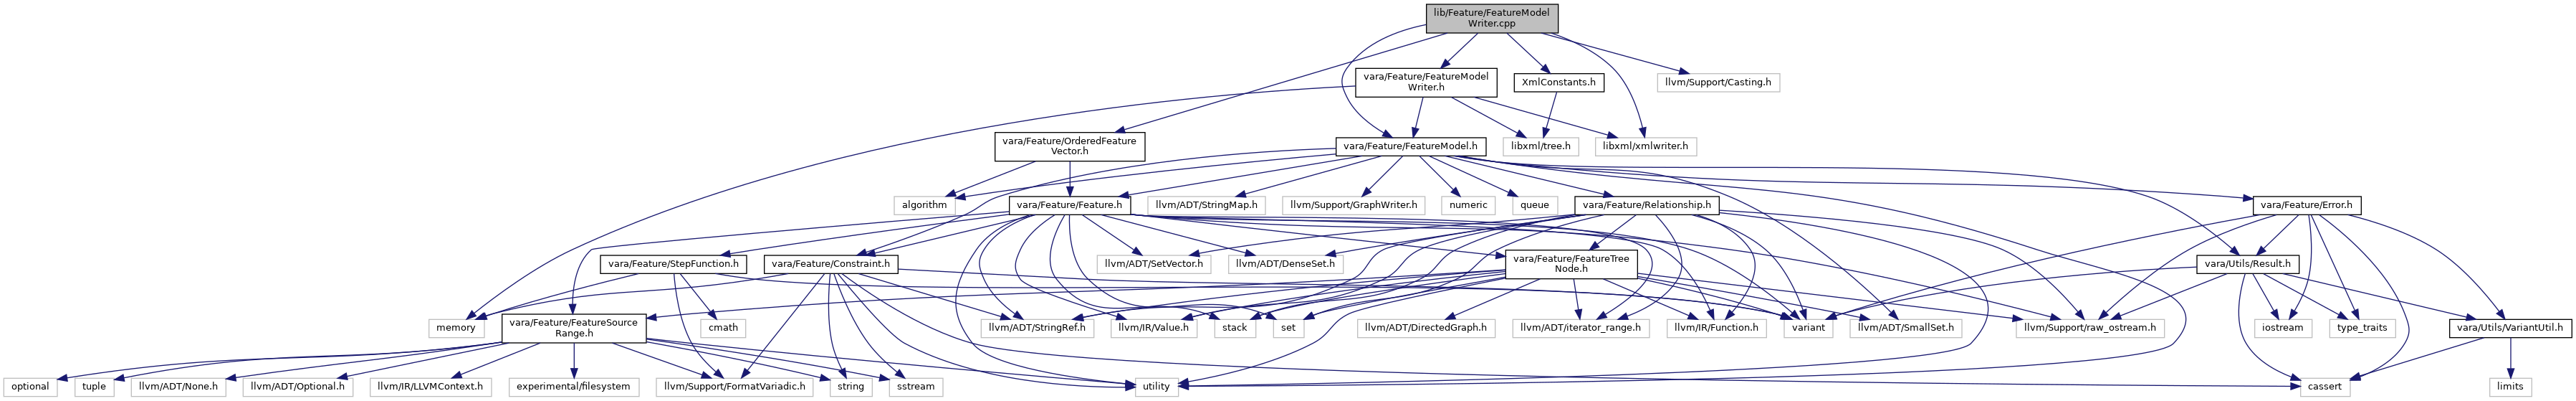 lib/Feature/FeatureModel
Writer.cpp
vara/Feature/FeatureModel
Writer.h
XmlConstants.h
llvm/Support/Casting.h
vara/Feature/OrderedFeature
Vector.h
vara/Feature/FeatureModel.h
libxml/tree.h
libxml/xmlwriter.h
algorithm
vara/Feature/Feature.h
llvm/ADT/StringMap.h
llvm/Support/GraphWriter.h
numeric
queue
vara/Feature/Relationship.h
vara/Feature/Error.h
vara/Feature/StepFunction.h
vara/Feature/Constraint.h
llvm/ADT/SetVector.h
llvm/ADT/DenseSet.h
vara/Feature/FeatureTree
Node.h
vara/Utils/Result.h
memory
vara/Feature/FeatureSource
Range.h
cmath
llvm/ADT/StringRef.h
llvm/IR/Value.h
stack
set
llvm/ADT/DirectedGraph.h
llvm/ADT/iterator_range.h
llvm/IR/Function.h
variant
llvm/ADT/SmallSet.h
llvm/Support/raw_ostream.h
iostream
type_traits
vara/Utils/VariantUtil.h
optional
tuple
llvm/ADT/None.h
llvm/ADT/Optional.h
llvm/IR/LLVMContext.h
experimental/filesystem
llvm/Support/FormatVariadic.h
string
sstream
utility
cassert
limits